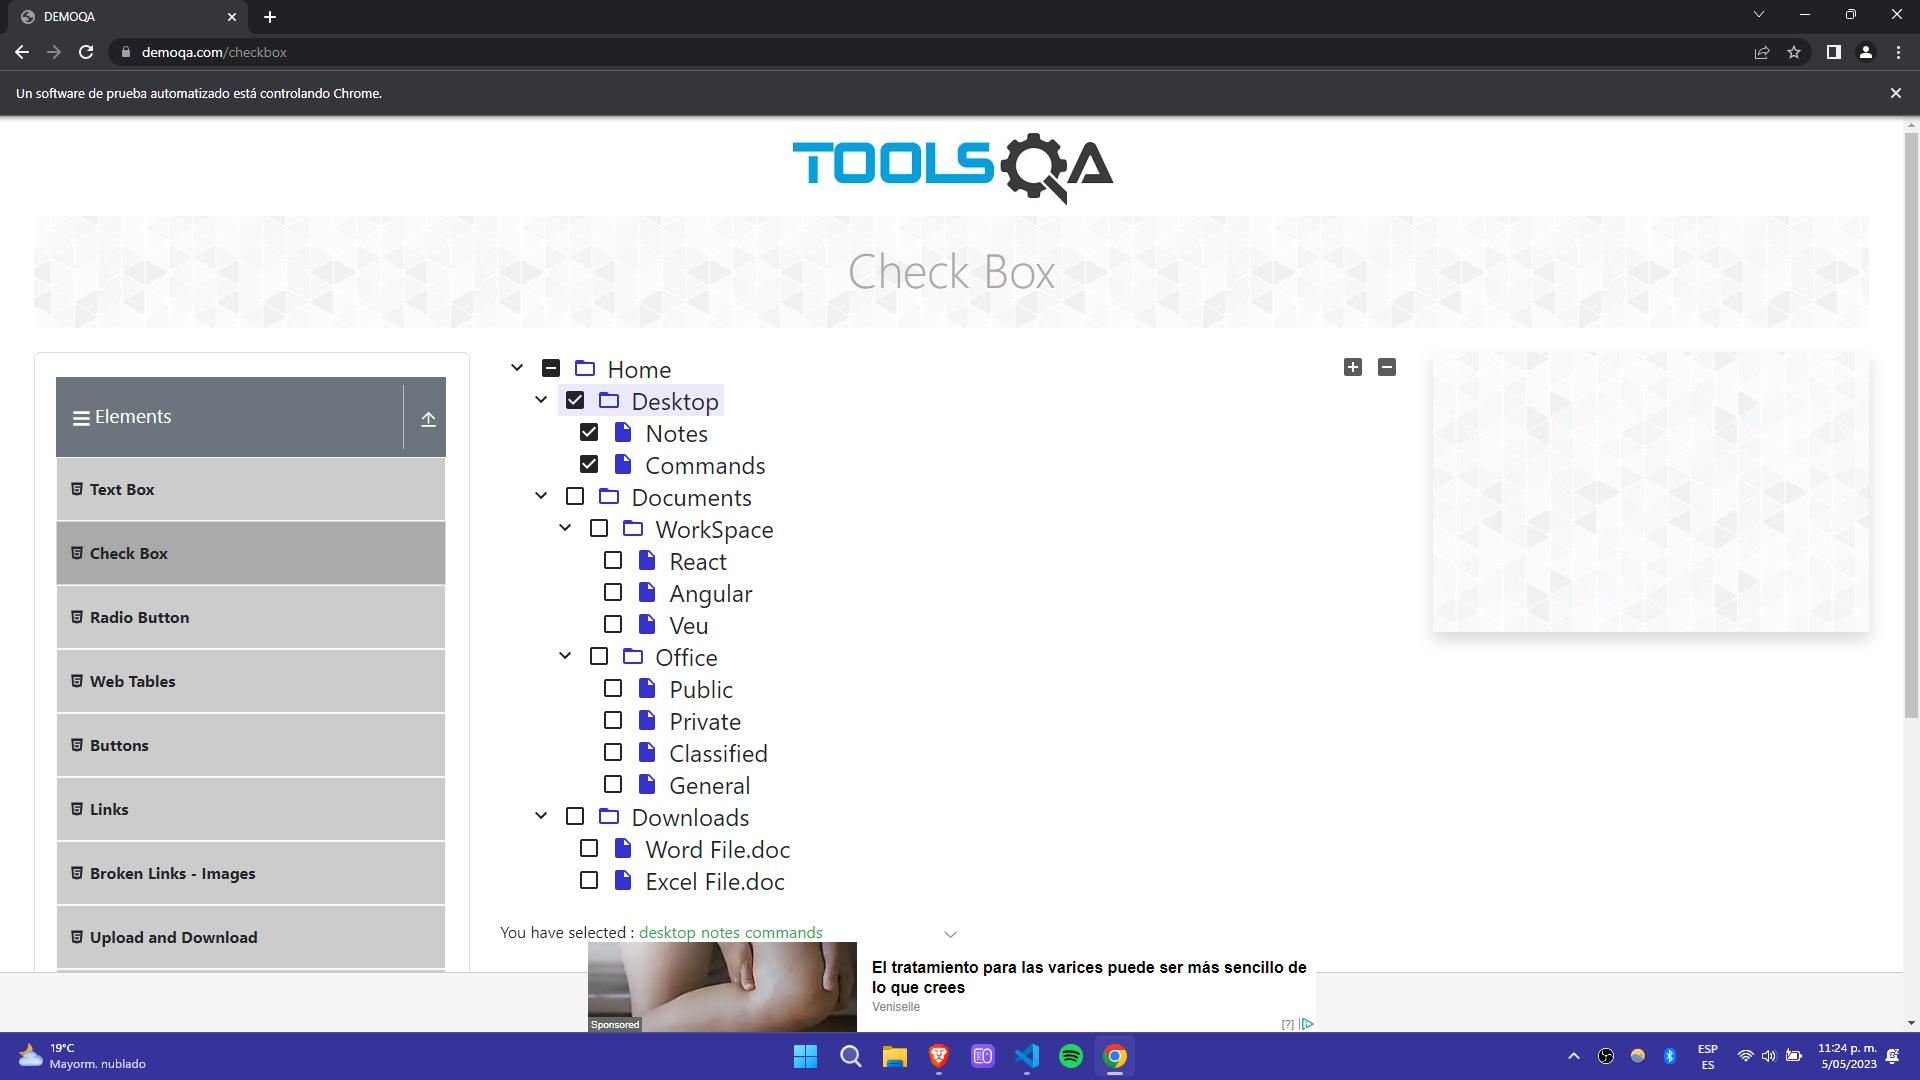 DEMOQA
demoqa.com/checkbox
Un software de prueba automatizado está controlando Chrome.
TOOLSQA
Check Box
Elements
Text Box
Check Box
Radio Button
Web Tables
Buttons
Links
Broken Links - Images
Upload and Download
Home
Desktop
Notes
Commands
Documents
WorkSpace
React
Angular
Veu
Office
Public
Private
Classified
General
Downloads
Word File.doc
Excel File.doc
You have selected : desktop notes commands
El tratamiento para las varices puede ser más sencillo de
lo que crees
Veniselle
Sponsored
[?]
19°C
Mayorm. nublado
ESP
ES
11:24 p. m.
5/05/2023